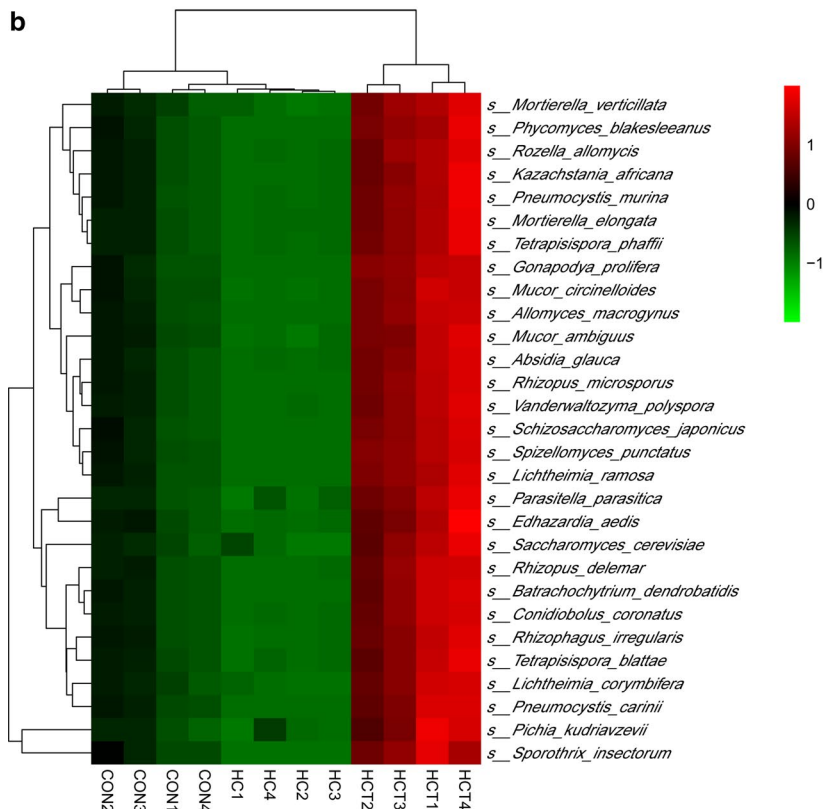 b
s__Mortierella_verticillata
s__Phycomyces_blakesleeanus
s__Rozella_allomycis
s__Kazachstania_africana
s__Pneumocystis_murina
s__Mortierella_elongata
s__Tetrapisispora_phaffii
s__Gonapodya_prolifera
s__Mucor_circinelloides
s__Allomyces_macrogynus
s__Mucor_ambiguus
s__Absidia_glauca
s__Rhizopus_microsporus
s__Vanderwaltozyma_polyspora
s__Schizosaccharomyces_japonicus
s__Spizellomyces_punctatus
s__Lichtheimia_ramosa
s__Parasitella_parasitica
s__Edhazardia_aedis
s__Saccharomyces_cerevisiae
s__Rhizopus_delemar
s__Batrachochytrium_dendrobatidis
s__Conidiobolus_coronatus
s__Rhizophagus_irregularis
s__Tetrapisispora_blattae
s__Lichtheimia_corymbifera
s__Pneumocystis_carinii
s__Pichia_kudriavzevii
s__Sporothrix_insectorum
1
0
−1
CON2
CON3
CON1
CON4
HC1
HC4
HC2
HC3
HCT2
HCT3
HCT1
HCT4